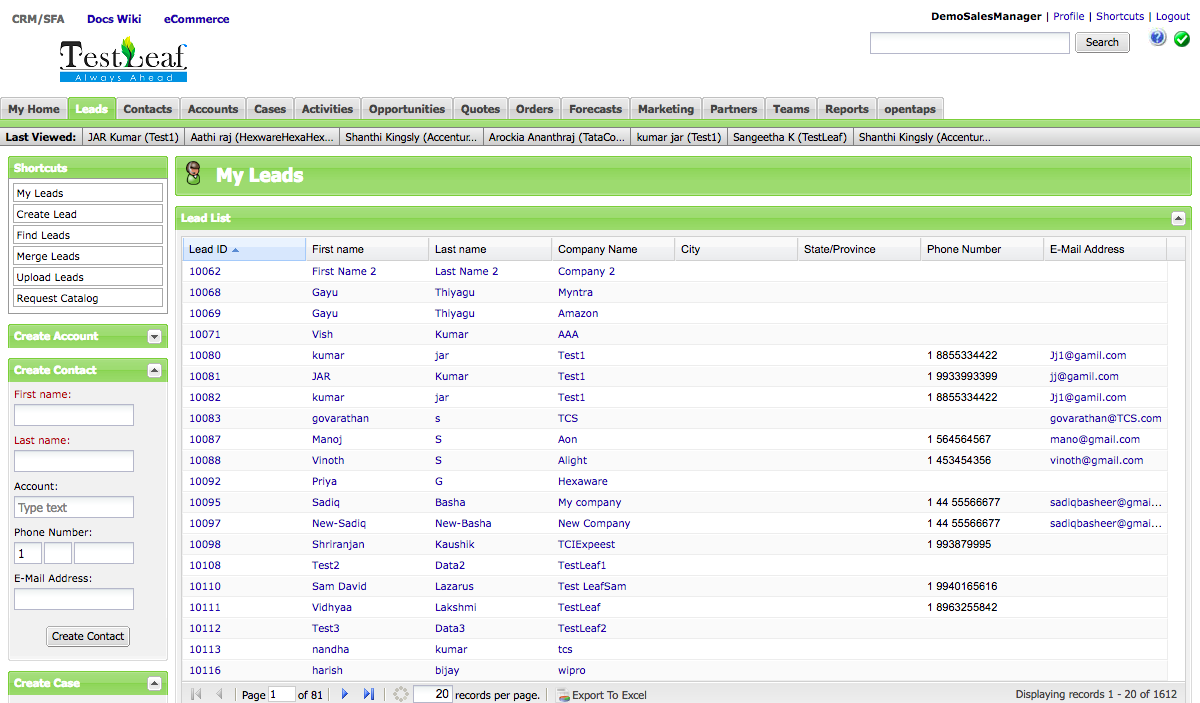 CRM/SFA Docs Wiki eCommerce
DemoSalesManager | Profile | Shortcuts | Logout
TestLeaf
Always Ahead
Search
My Home Leads Contacts Accounts Cases Activities Opportunities Quotes Orders Forecasts Marketing Partners Teams Reports opentaps
Last Viewed: JAR Kumar (Test1) Aathi raj (HexwareHexaHex... Shanthi Kingsly (Accentur... Arockia Ananthraj (TataCo... kumar jar (Test1) Sangeetha K (TestLeaf) Shanthi Kingsly (Accentur...
Shortcuts
My Leads
Create Lead
Find Leads
Merge Leads
Upload Leads
Request Catalog
Create Account
Create Contact
First name:
Last name:
Account:
Type text
Phone Number:
1
E-Mail Address:
Create Contact
Create Case
My Leads
Lead List
Lead ID First name Last name Company Name City State/Province Phone Number E-Mail Address
10062 First Name 2 Last Name 2 Company 2
10068 Gayu Thiyagu Myntra
10069 Gayu Thiyagu Amazon
10071 Vish Kumar AAA
10080 kumar jar Test1 1 8855334422 Jj1@gamil.com
10081 JAR Kumar Test1 1 9933993399 jj@gamil.com
10082 kumar jar Test1 1 8855334422 Jj1@gamil.com
10083 govarathan s TCS govarathan@TCS.com
10087 Manoj S Aon 1 564564567 mano@gmail.com
10088 Vinoth S Alight 1 453454356 vinoth@gmail.com
10092 Priya G Hexaware
10095 Sadiq Basha My company 1 44 55566677 sadiqbasheer@gmai...
10097 New-Sadiq New-Basha New Company 1 44 55566677 sadiqbasheer@gmai...
10098 Shriranjan Kaushik TCIExpeest 1 993879995
10108 Test2 Data2 TestLeaf1
10110 Sam David Lazarus Test LeafSam 1 9940165616
10111 Vidhyaa Lakshmi TestLeaf 1 8963255842
10112 Test3 Data3 TestLeaf2
10113 nandha kumar tcs
10116 harish bijay wipro
Page 1 of 81 20 records per page. Export To Excel Displaying records 1 - 20 of 1612